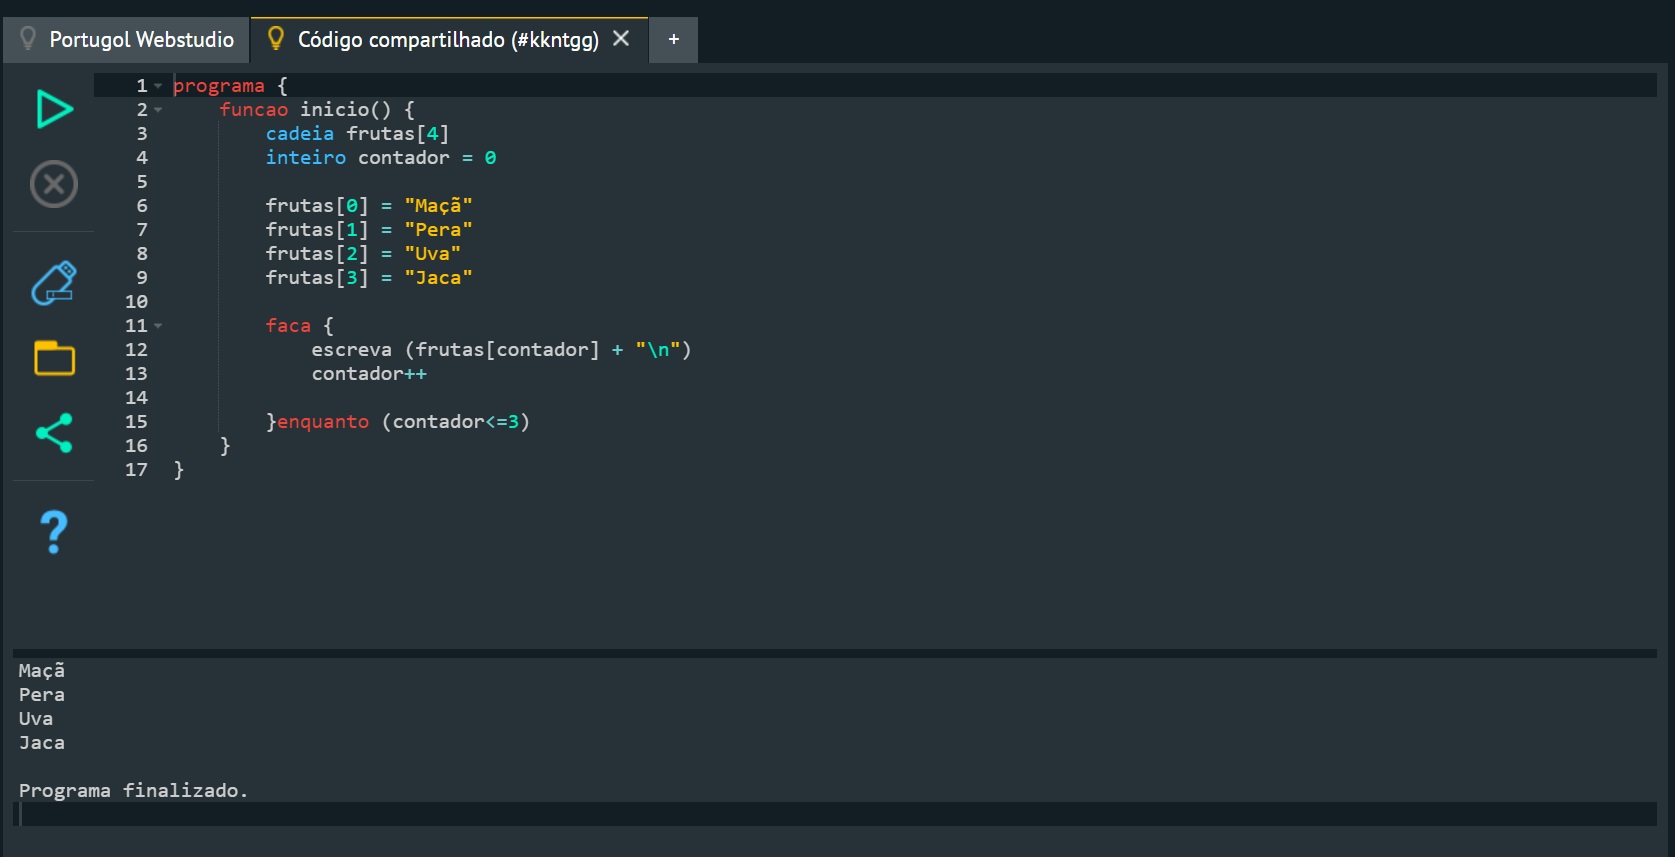 Portugol Webstudio
Código compartilhado (#kkntgg) ✕
+
1 programa {
2     funcao inicio() {
3         cadeia frutas[4]
4         inteiro contador = 0
5
6         frutas[0] = "Maçã"
7         frutas[1] = "Pera"
8         frutas[2] = "Uva"
9         frutas[3] = "Jaca"
10
11         faca {
12             escreva (frutas[contador] + "\n")
13             contador++
14
15         }enquanto (contador<=3)
16     }
17 }
?
Maçã
Pera
Uva
Jaca
Programa finalizado.